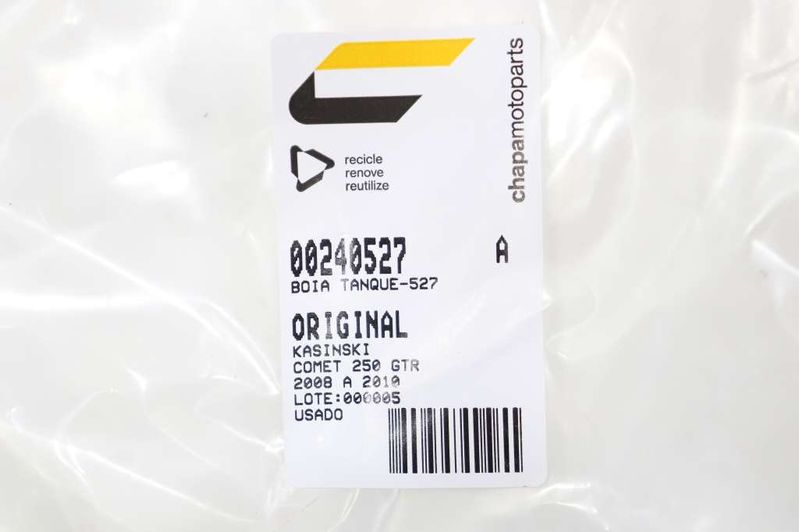 chapamotoparts
recicle
renove
reutilize
00240527 A
BOIA TANQUE-527
ORIGINAL
KASINSKI
COMET 250 GTR
2008 A 2010
LOTE:000005
USADO